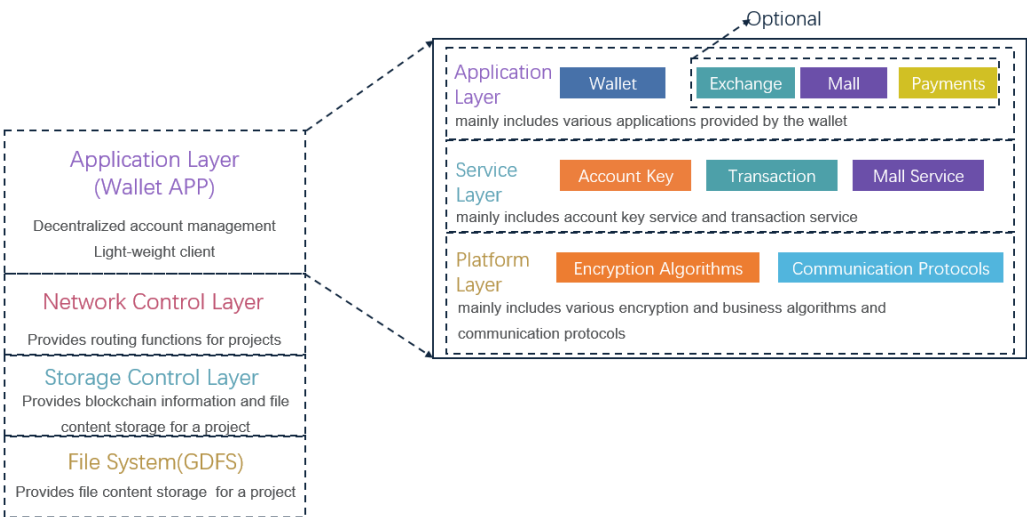 Optional
Application Layer
(Wallet APP)
Decentralized account management
Light-weight client
Network Control Layer
Provides routing functions for projects
Storage Control Layer
Provides blockchain information and file
content storage for a project
File System(GDFS)
Provides file content storage for a project
Application
Layer
Wallet
Exchange
Mall
Payments
mainly includes various applications provided by the wallet
Service
Layer
Account Key
Transaction
Mall Service
mainly includes account key service and transaction service
Platform
Layer
Encryption Algorithms
Communication Protocols
mainly includes various encryption and business algorithms and
communication protocols